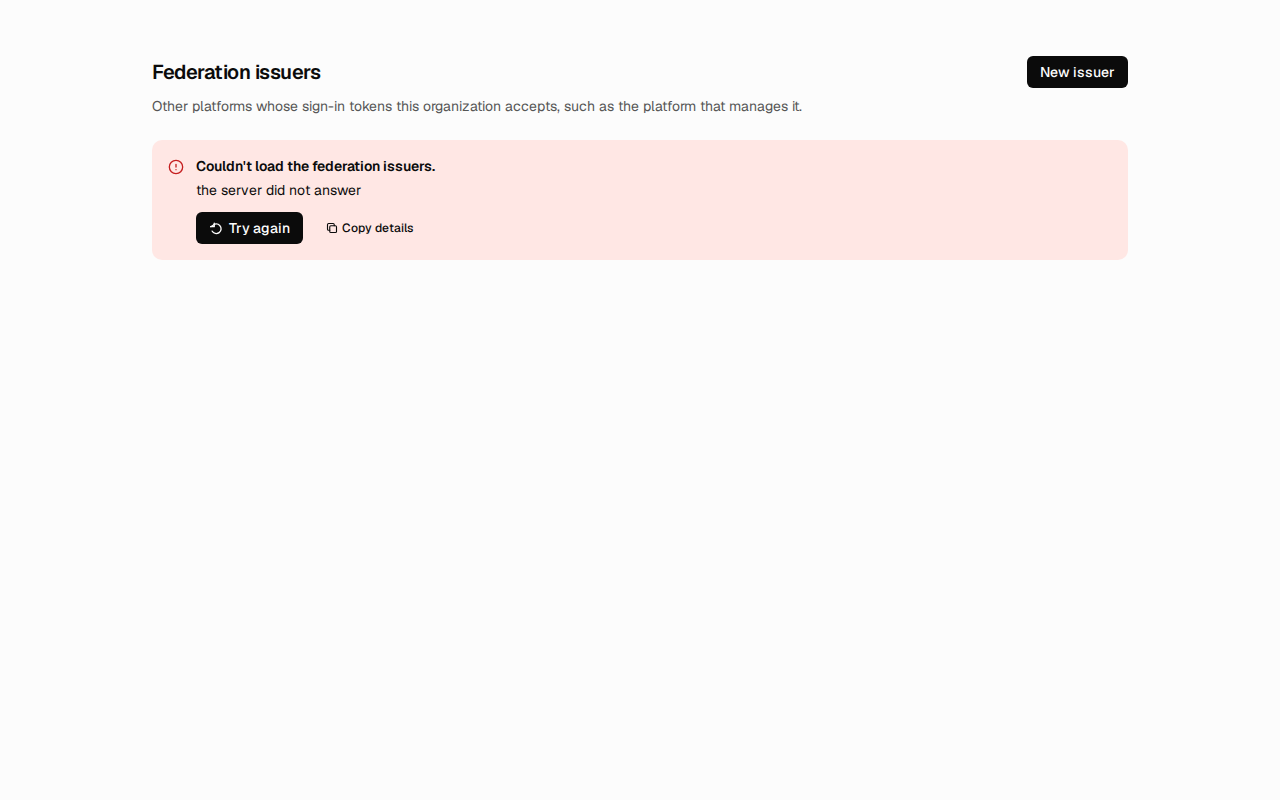 Federation issuers
New issuer
Other platforms whose sign-in tokens this organization accepts, such as the platform that manages it.
Couldn't load the federation issuers.
the server did not answer
Try again
Copy details